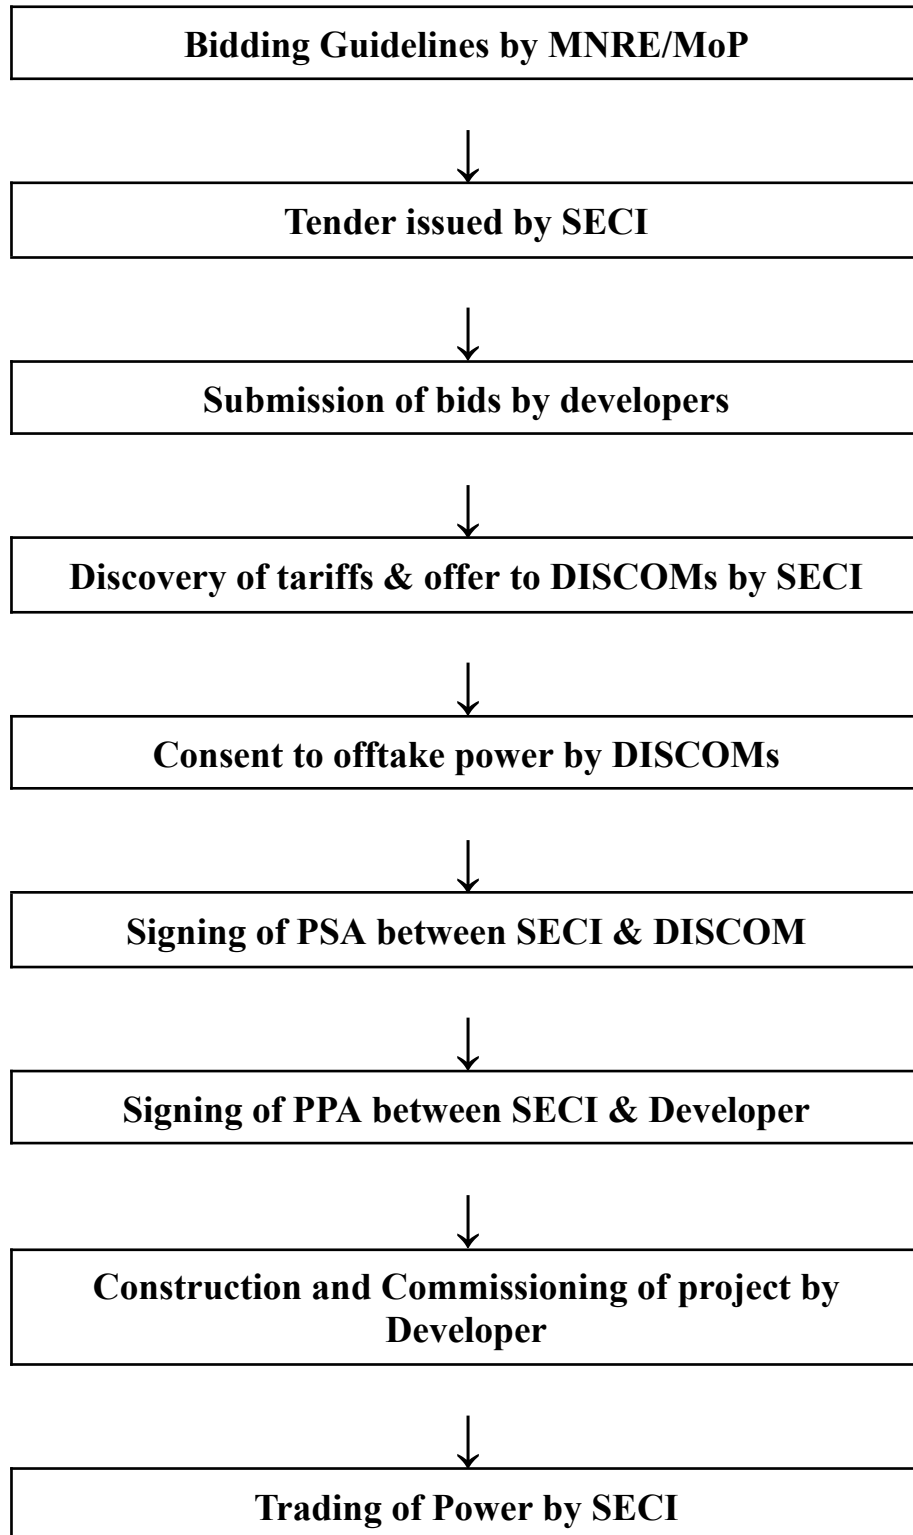 Bidding Guidelines by MNRE/MoP
Tender issued by SECI
Submission of bids by developers
Discovery of tariffs & offer to DISCOMs by SECI
Consent to offtake power by DISCOMs
Signing of PSA between SECI & DISCOM
Signing of PPA between SECI & Developer
Construction and Commissioning of project by
Developer
Trading of Power by SECI